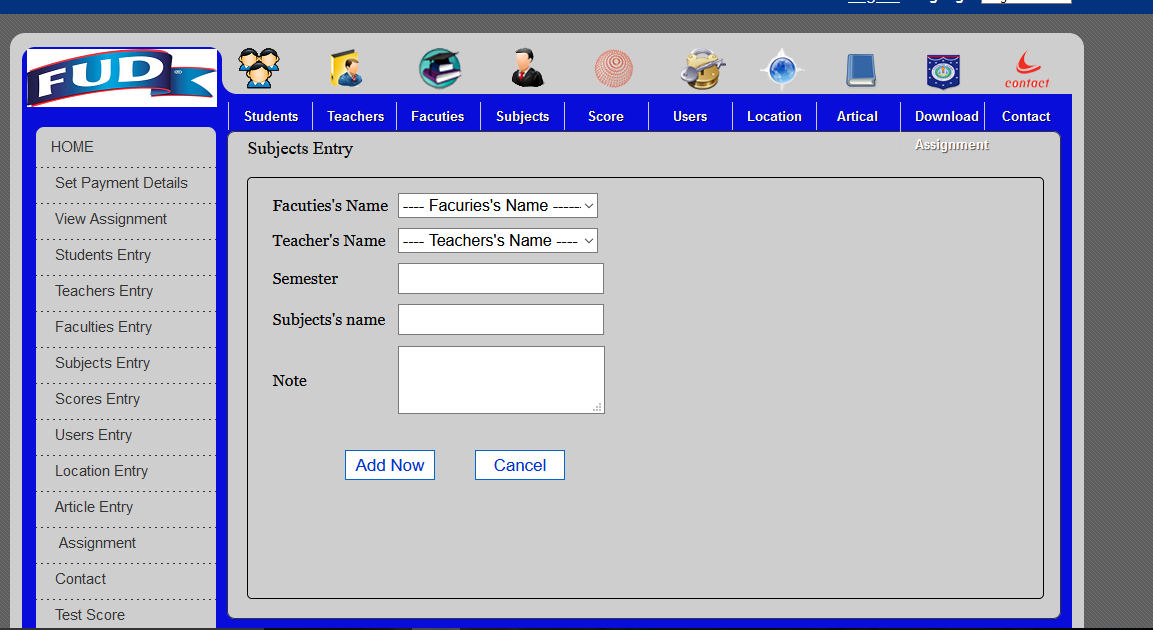 FUD
contact
Students Teachers Facuties Subjects Score Users Location Artical Download Contact
Assignment
HOME
Set Payment Details
View Assignment
Students Entry
Teachers Entry
Faculties Entry
Subjects Entry
Scores Entry
Users Entry
Location Entry
Article Entry
Assignment
Contact
Test Score
Subjects Entry
Facuties's Name ---- Facuries's Name ------
Teacher's Name ---- Teachers's Name ----
Semester
Subjects's name
Note
Add Now Cancel